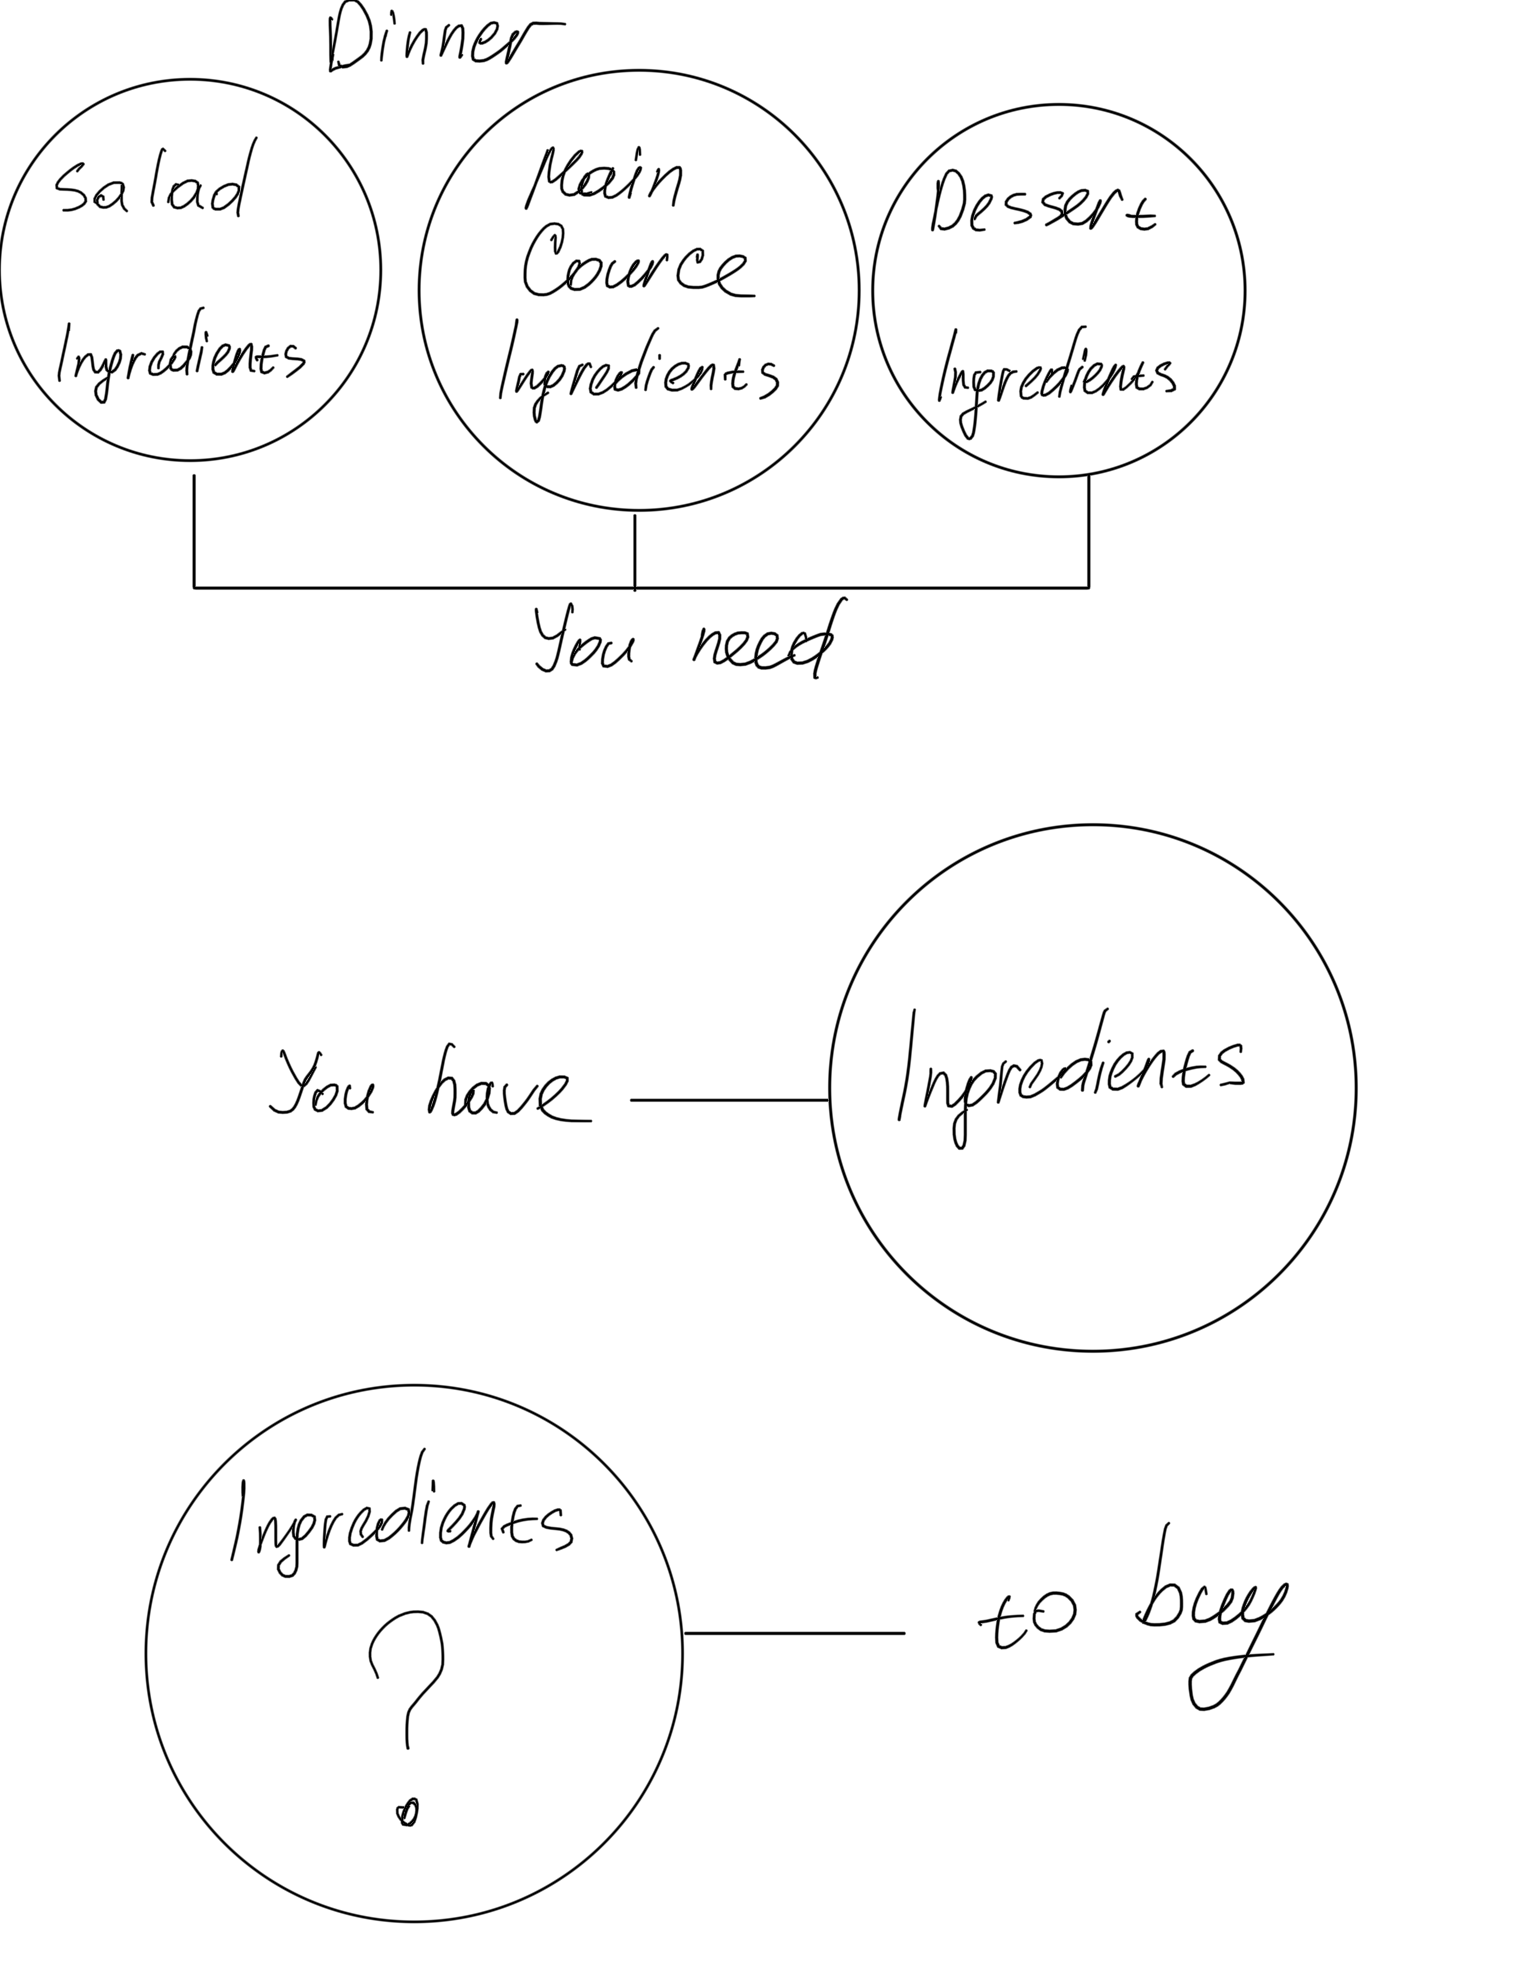 Dinner
Salad
Ingredients
Main
Cource
Ingredients
Dessert
Ingredients
You need
You have
Ingredients
Ingredients
?
to buy